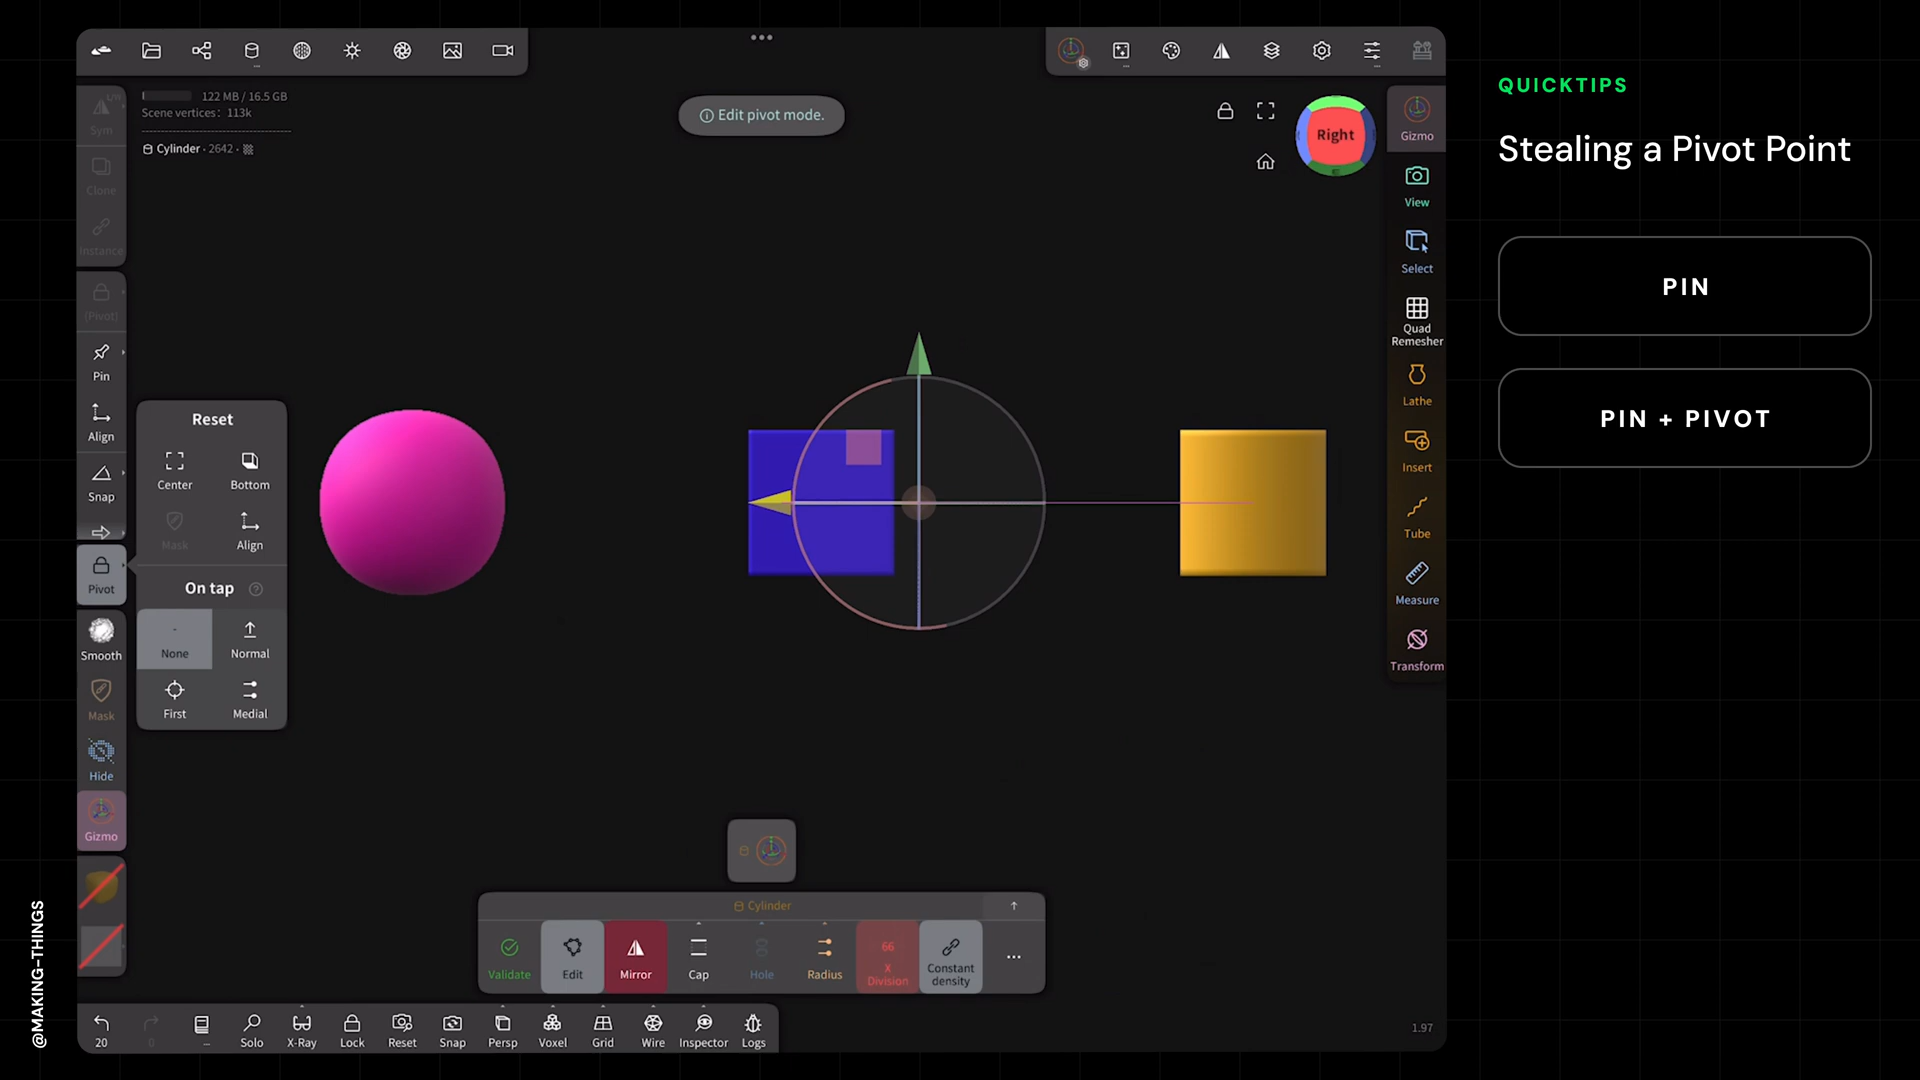 122 MB / 16.5 GB
Scene vertices: 113k
Cylinder · 2642 ·
Edit pivot mode.
Right
Sym
Clone
Instance
(Pivot)
Pin
Align
Snap
Pivot
Smooth
Mask
Hide
Gizmo
Reset
Center
Bottom
Mask
Align
On tap
?
None
Normal
First
Medial
Gizmo
View
Select
Quad
Remesher
Lathe
Insert
Tube
Measure
Transform
Cylinder
Validate
Edit
Mirror
Cap
Hole
Radius
66
X
Division
Constant
density
...
20
0
Solo
X-Ray
Lock
Reset
Snap
Persp
Voxel
Grid
Wire
Inspector
Logs
1.97
QUICKTIPS
Stealing a Pivot Point
PIN
PIN + PIVOT
@MAKING-THINGS